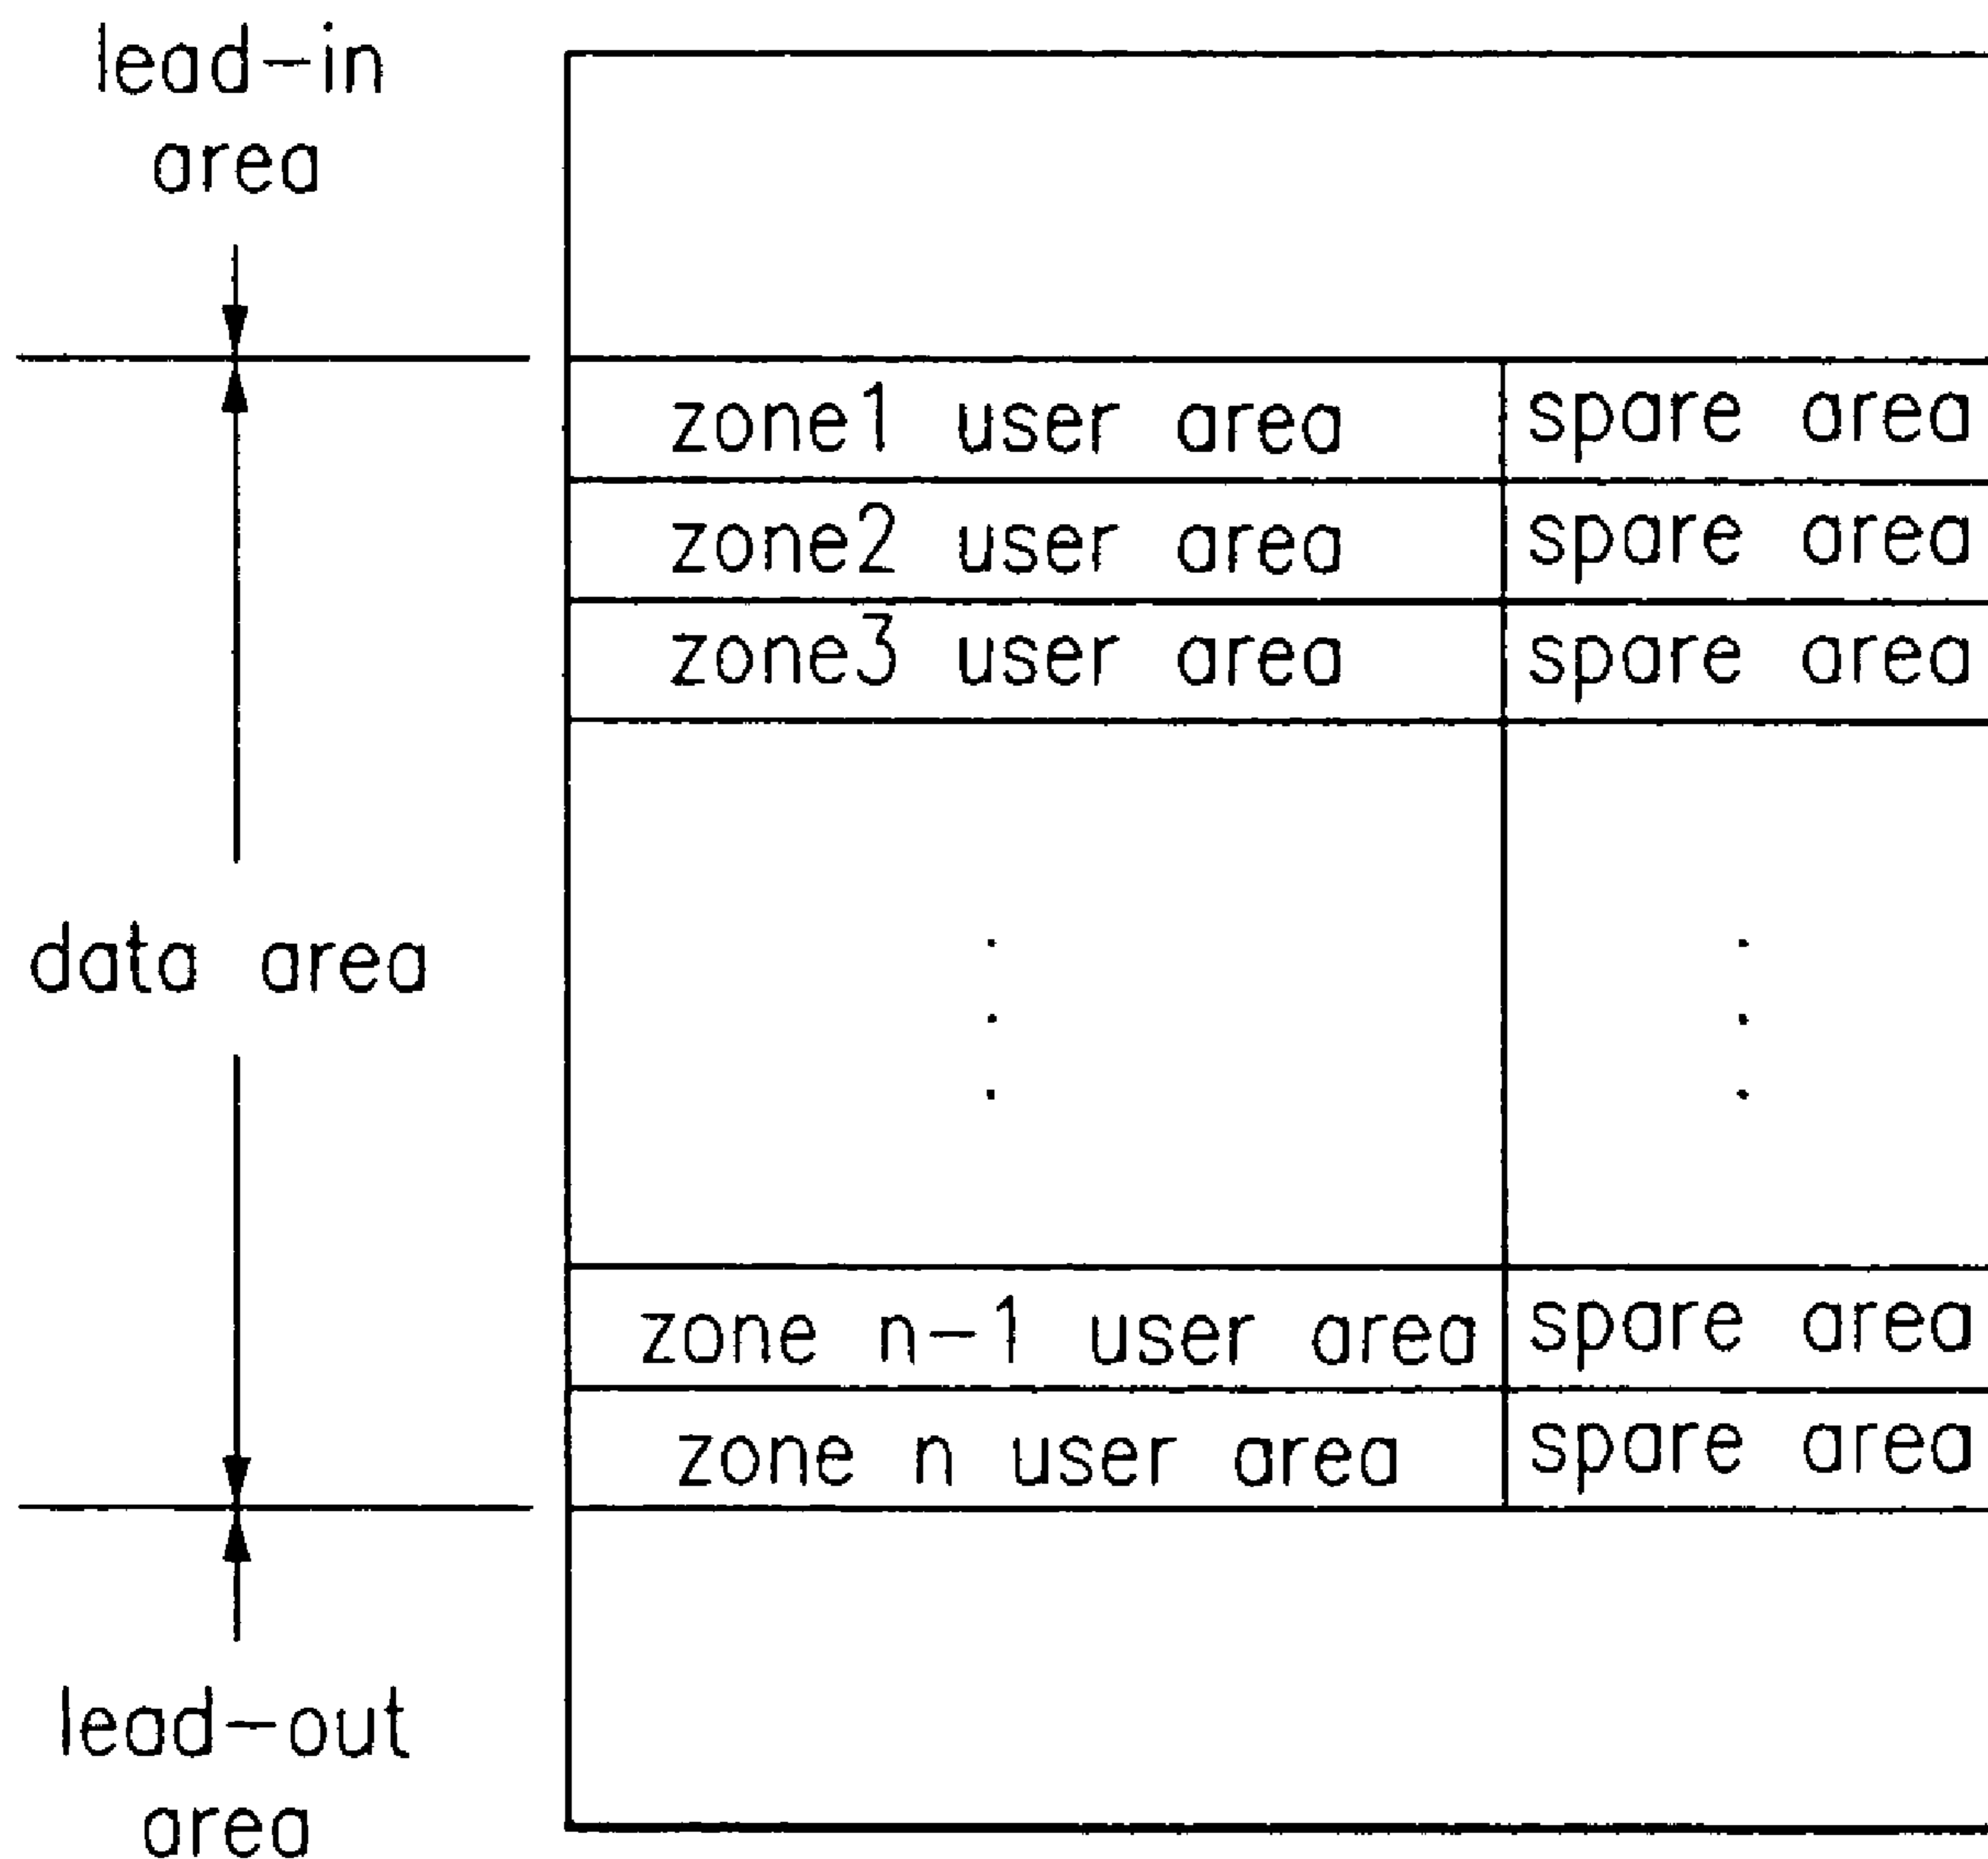 lead-in
area
zone1 user area spare area
zone2 user area spare area
zone3 user area spare area
data area
zone n-1 user area spare area
zone n user area spare area
lead-out
area